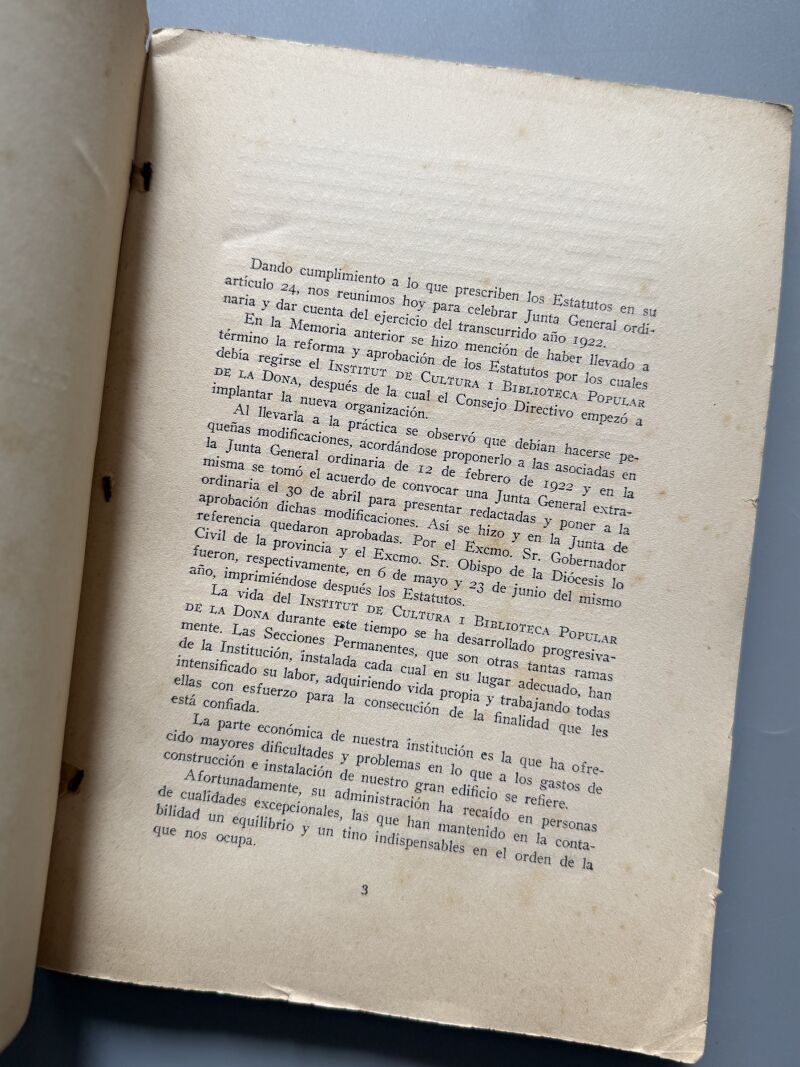 Dando cumplimiento a lo que prescriben los Estatutos en su
artículo 24, nos reunimos hoy para celebrar Junta General ordi-
naria y dar cuenta del ejercicio del transcurrido año 1922.
En la Memoria anterior se hizo mención de haber llevado a
término la reforma y aprobación de los Estatutos por los cuales
debía regirse el INSTITUT DE CULTURA I BIBLIOTECA POPULAR
DE LA DONA, después de la cual el Consejo Directivo empezó a
implantar la nueva organización.
Al llevarla a la práctica se observó que debían hacerse pe-
queñas modificaciones, acordándose proponerlo a las asociadas en
la Junta General ordinaria de 12 de febrero de 1922 y en la
misma se tomó el acuerdo de convocar una Junta General extra-
ordinaria el 30 de abril para presentar redactadas y poner a la
aprobación dichas modificaciones. Así se hizo y en la Junta de
referencia quedaron aprobadas. Por el Excmo. Sr. Gobernador
Civil de la provincia y el Excmo. Sr. Obispo de la Diócesis lo
fueron, respectivamente, en 6 de mayo y 23 de junio del mismo
año, imprimiéndose después los Estatutos.
La vida del INSTITUT DE CULTURA I BIBLIOTECA POPULAR
DE LA DONA durante este tiempo se ha desarrollado progresiva-
mente. Las Secciones Permanentes, que son otras tantas ramas
de la Institución, instalada cada cual en su lugar adecuado, han
intensificado su labor, adquiriendo vida propia y trabajando todas
ellas con esfuerzo para la consecución de la finalidad que les
está confiada.
La parte económica de nuestra institución es la que ha ofre-
cido mayores dificultades y problemas en lo que a los gastos de
construcción e instalación de nuestro gran edificio se refiere.
Afortunadamente, su administración ha recaído en personas
de cualidades excepcionales, las que han mantenido en la conta-
bilidad un equilibrio y un tino indispensables en el orden de la
que nos ocupa.
3